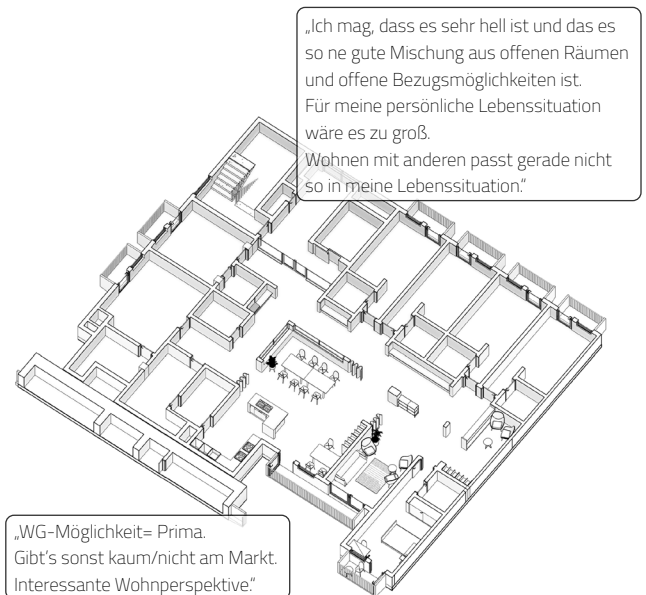 „Ich mag, dass es sehr hell ist und das es
so ne gute Mischung aus offenen Räumen
und offene Bezugsmöglichkeiten ist.
Für meine persönliche Lebenssituation
wäre es zu groß.
Wohnen mit anderen passt gerade nicht
so in meine Lebenssituation.“
„WG-Möglichkeit= Prima.
Gibt’s sonst kaum/nicht am Markt.
Interessante Wohnperspektive.“